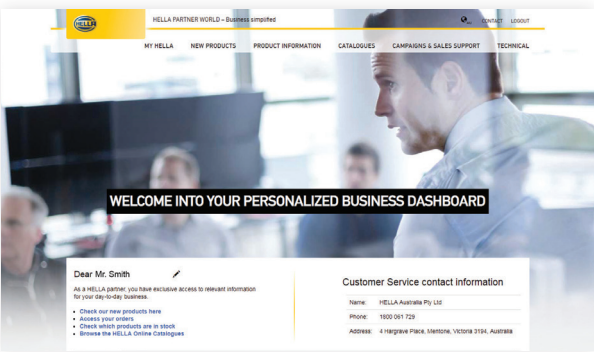 HELLA
HELLA PARTNER WORLD – Business simplified
CONTACT LOGOUT
MY HELLA NEW PRODUCTS PRODUCT INFORMATION CATALOGUES CAMPAIGNS & SALES SUPPORT TECHNICAL
WELCOME INTO YOUR PERSONALIZED BUSINESS DASHBOARD
Dear Mr. Smith
As a HELLA partner, you have exclusive access to relevant information
for your day-to-day business.
• Check our new products here
• Access your orders
• Check which products are in stock
• Browse the HELLA Online Catalogues
Customer Service contact information
Name: HELLA Australia Pty Ltd
Phone: 1800 061 729
Address: 4 Hargrave Place, Mentone, Victoria 3194, Australia